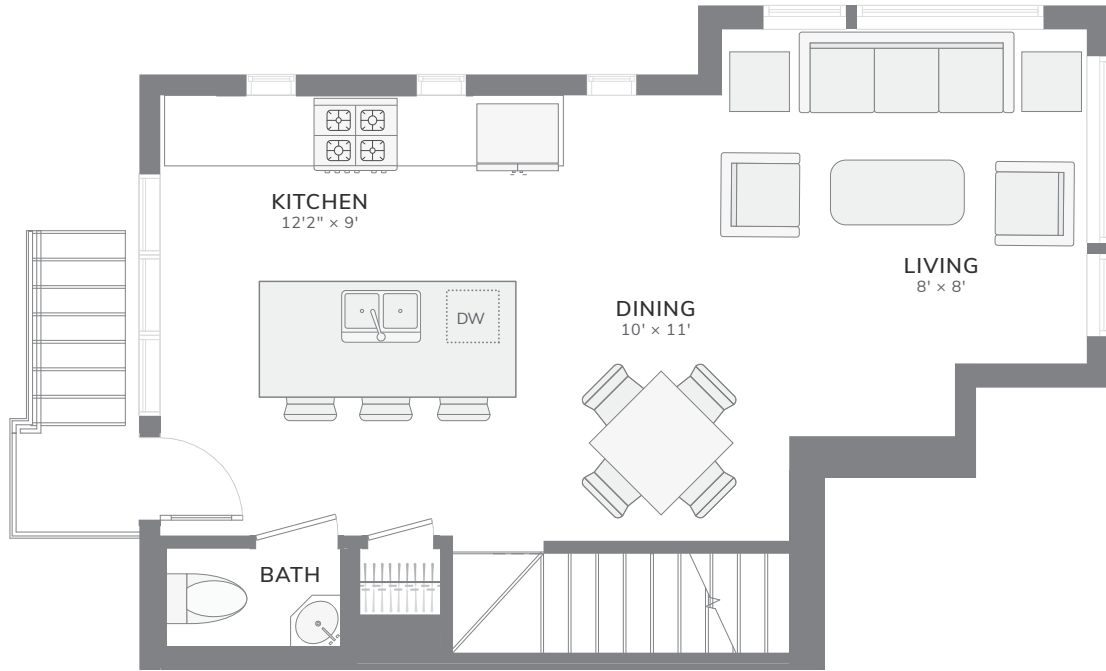 KITCHEN
12'2" × 9'
LIVING
8' × 8'
DINING
10' × 11'
DW
BATH